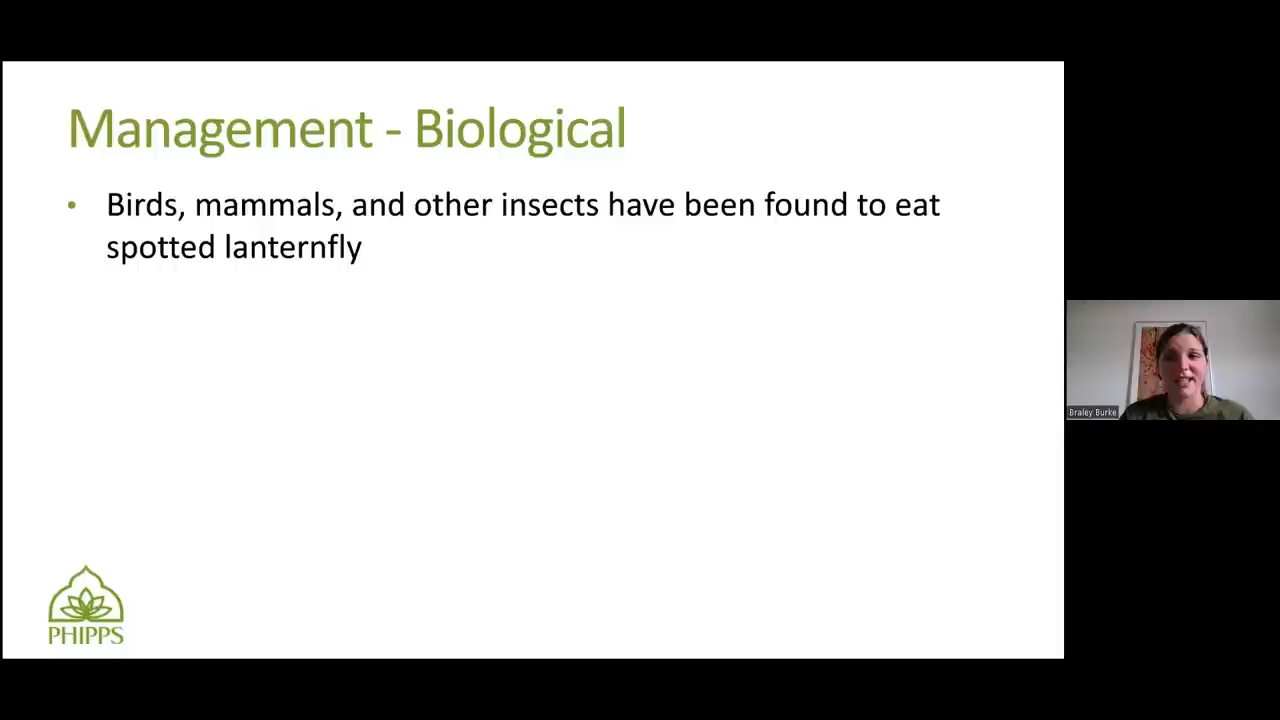 Management - Biological
• Birds, mammals, and other insects have been found to eat
spotted lanternfly
Braley Burke
PHIPPS